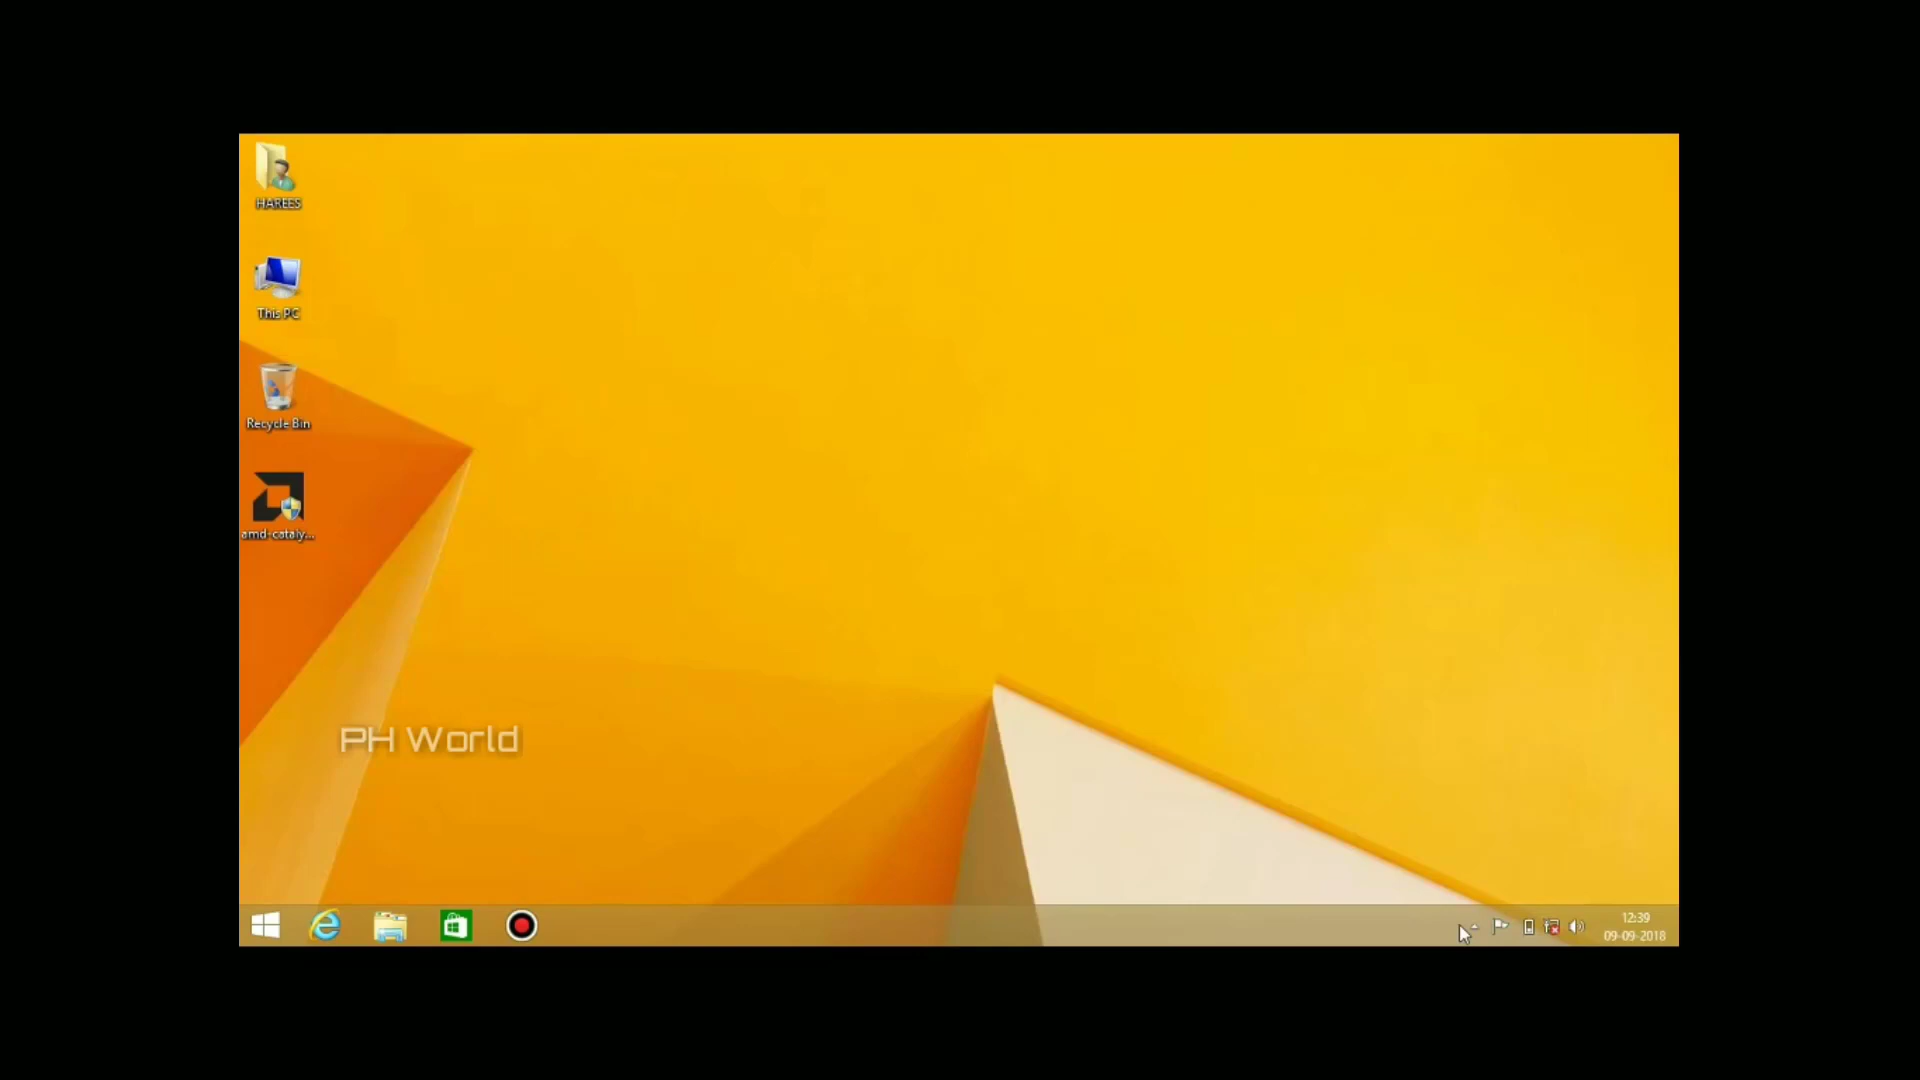 HAREES
This PC
Recycle Bin
amd-cataly...
PH World
12:39
09-09-2018